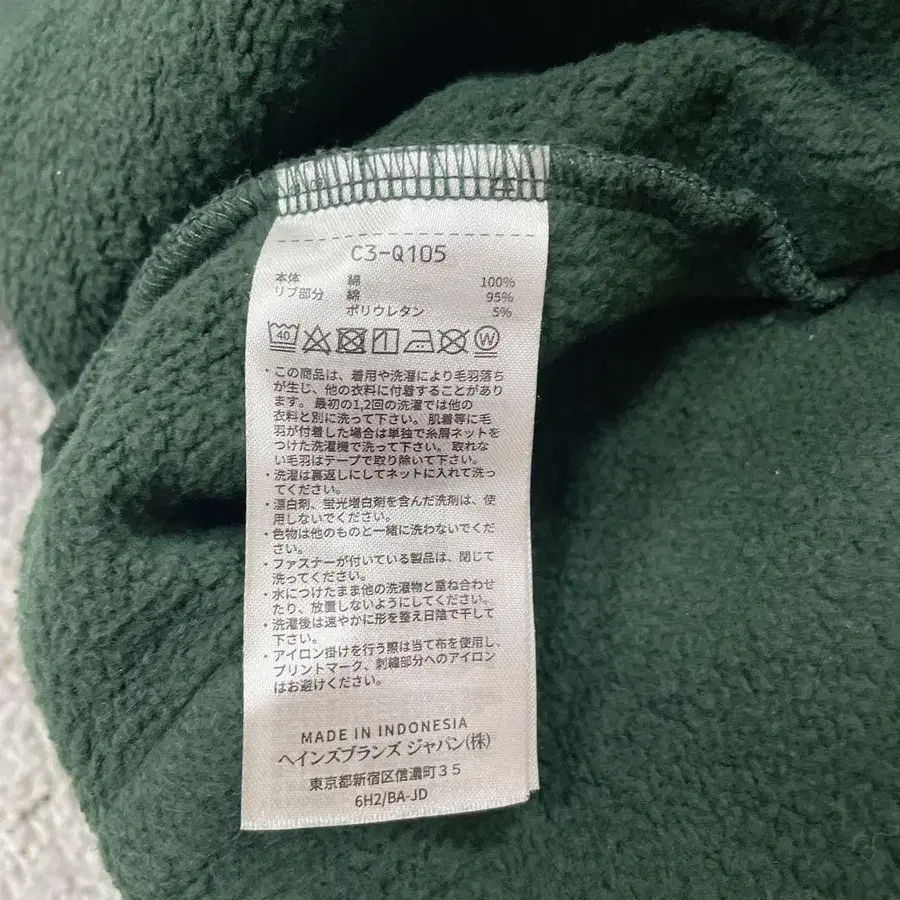 C3-Q105
本体 綿 100%
リブ部分 綿 95%
ポリウレタン 5%
40 W
・この商品は、着用や洗濯により毛羽落ち
が生じ、他の衣料に付着することがあり
ます。最初の1,2回の洗濯では他の
衣料と別に洗って下さい。肌着等に毛
羽が付着した場合は単独で糸屑ネットを
つけた洗濯機で洗って下さい。取れな
い毛羽はテープで取り除いて下さい。
・洗濯は裏返しにしてネットに入れて洗っ
てください。
・漂白剤、蛍光増白剤を含んだ洗剤は、使
用しないでください。
・色物は他のものと一緒に洗わないでくだ
さい。
・ファスナーが付いている製品は、閉じて
洗ってください。
・水につけたまま他の洗濯物と重ね合わせ
たり、放置しないようにしてください。
・洗濯後は速やかに形を整え日陰で干して
下さい。
・アイロン掛けを行う際は当て布を使用し、
プリントマーク、刺繍部分へのアイロン
はお避けください。
MADE IN INDONESIA
ヘインズブランズ ジャパン(株)
東京都新宿区信濃町35
6H2/BA-JD